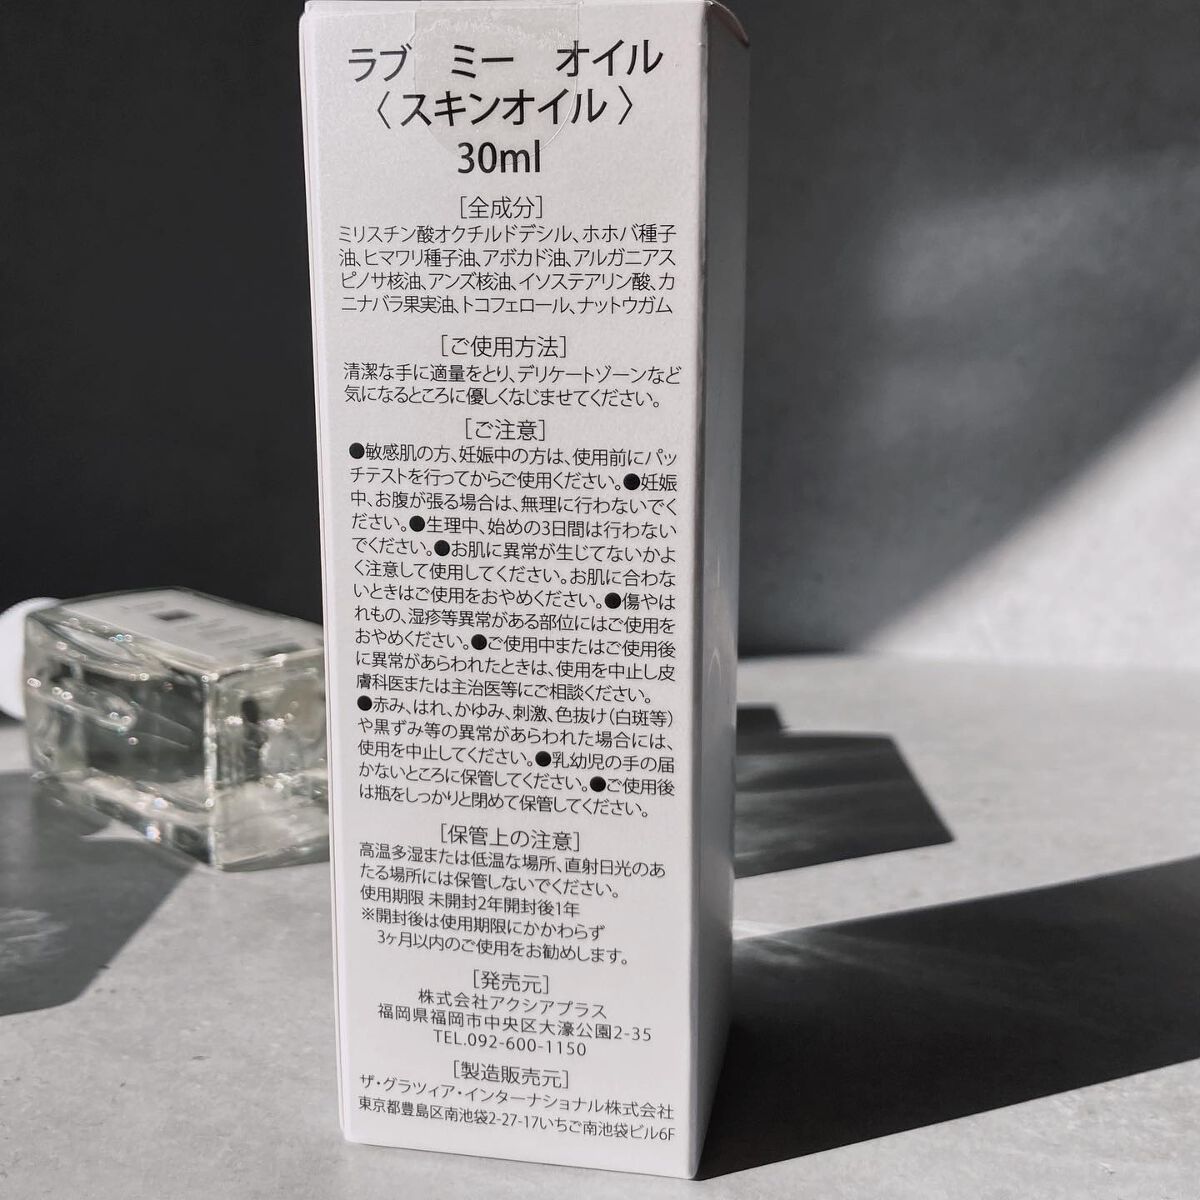 ラブ ミー オイル
〈スキンオイル〉
30ml
[全成分]
ミリスチン酸オクチルドデシル、ホホバ種子
油、ヒマワリ種子油、アボカド油、アルガニアス
ピノサ核油、アンズ核油、イソステアリン酸、カ
ニナバラ果実油、トコフェロール、ナットウガム
[ご使用方法]
清潔な手に適量をとり、デリケートゾーンなど
気になるところに優しくなじませてください。
[ご注意]
●敏感肌の方、妊娠中の方は、使用前にパッ
チテストを行ってからご使用ください。●妊娠
中、お腹が張る場合は、無理に行わないでく
ださい。●生理中、始めの3日間は行わない
でください。●お肌に異常が生じてないかよ
く注意して使用してください。お肌に合わな
いときはご使用をおやめください。●傷やは
れもの、湿疹等異常がある部位にはご使用を
おやめください。●ご使用中またはご使用後
に異常があらわれたときは、使用を中止し皮
膚科医または主治医等にご相談ください。
●赤み、はれ、かゆみ、刺激、色抜け(白斑等)
や黒ずみ等の異常があらわれた場合には、
使用を中止してください。●乳幼児の手の届
かないところに保管してください。●ご使用後
は瓶をしっかりと閉めて保管してください。
[保管上の注意]
高温多湿または低温な場所、直射日光のあ
たる場所には保管しないでください。
使用期限 未開封2年開封後1年
※開封後は使用期限にかかわらず
3ヶ月以内のご使用をお勧めします。
[発売元]
株式会社アクシアプラス
福岡県福岡市中央区大濠公園2-35
TEL.092-600-1150
[製造販売元]
ザ・グラツィア・インターナショナル株式会社
東京都豊島区南池袋2-27-17いちご南池袋ビル6F